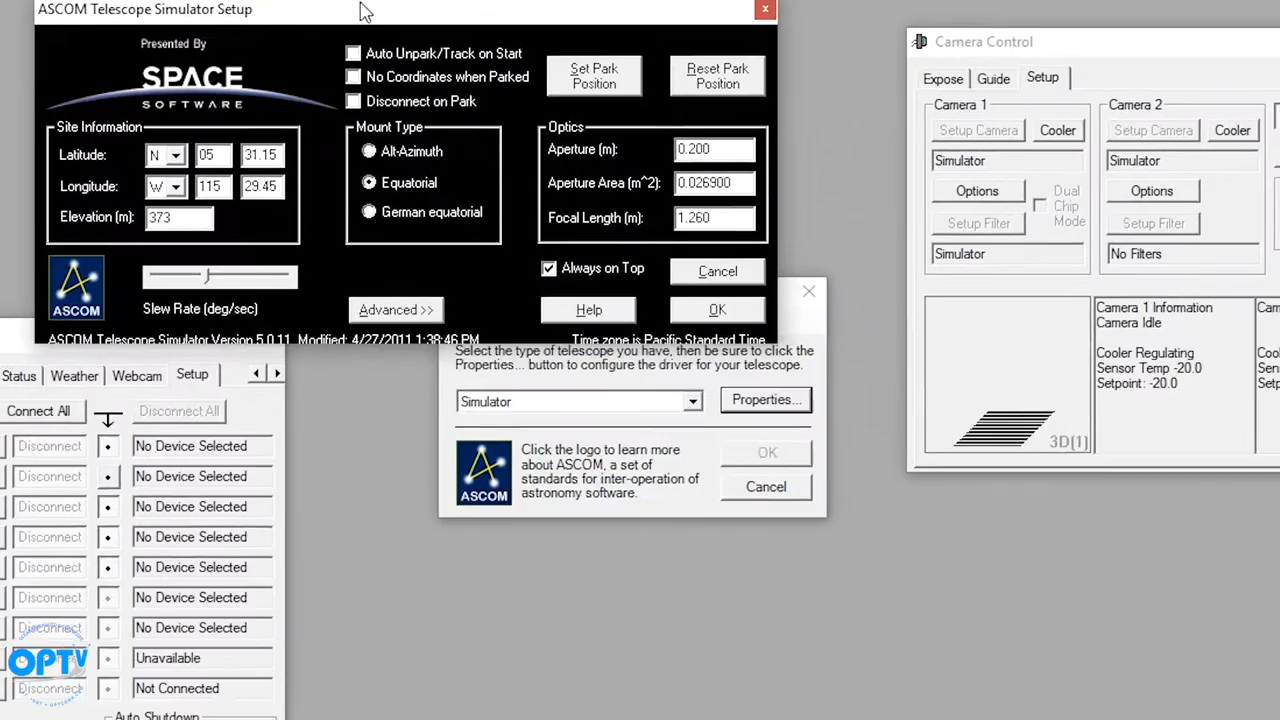 ASCOM Telescope Simulator Setup
x
Presented By
SPACE
SOFTWARE
Auto Unpark/Track on Start
No Coordinates when Parked
Disconnect on Park
Set Park
Position
Reset Park
Position
Site Information
Latitude: N 05 31.15
Longitude: W 115 29.45
Elevation (m): 373
Mount Type
Alt-Azimuth
Equatorial
German equatorial
Optics
Aperture (m): 0.200
Aperture Area (m^2): 0.026900
Focal Length (m): 1.260
ASCOM
Slew Rate (deg/sec)
Advanced >>
Always on Top
Cancel
Help
OK
ASCOM Telescope Simulator Version 5.0.11 Modified: 4/27/2011 1:38:46 PM
Time zone is Pacific Standard Time
Select the type of telescope you have, then be sure to click the
Properties... button to configure the driver for your telescope.
Simulator
Properties...
ASCOM
Click the logo to learn more
about ASCOM, a set of
standards for inter-operation of
astronomy software.
OK
Cancel
Status Weather Webcam Setup
Connect All Disconnect All
Disconnect No Device Selected
Disconnect No Device Selected
Disconnect No Device Selected
Disconnect No Device Selected
Disconnect No Device Selected
Disconnect No Device Selected
Disconnect No Device Selected
Disconnect Unavailable
Disconnect Not Connected
Auto Shutdown
OPTV
Camera Control
Expose Guide Setup
Camera 1
Setup Camera Cooler
Simulator
Options
Dual
Chip
Mode
Setup Filter
Simulator
Camera 2
Setup Camera Cooler
Simulator
Options
Setup Filter
No Filters
3D[1]
Camera 1 Information
Camera Idle
Cooler Regulating
Sensor Temp -20.0
Setpoint: -20.0